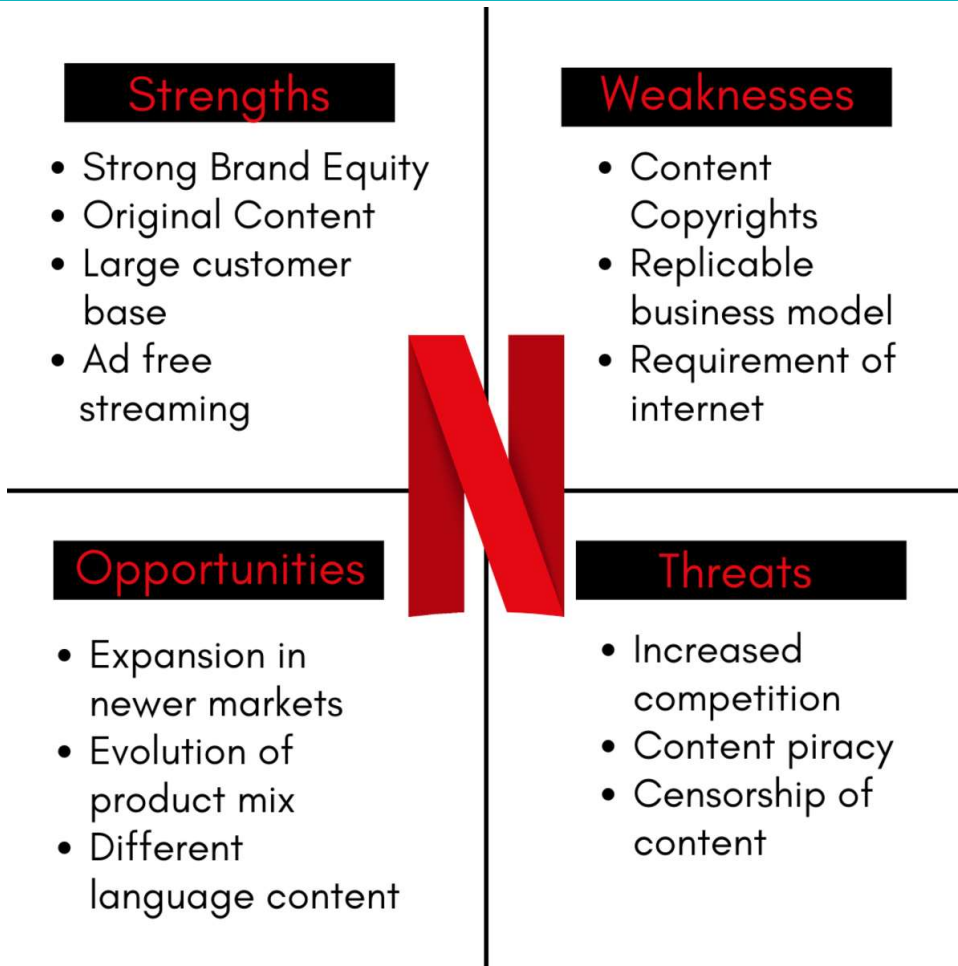 Strengths
• Strong Brand Equity
• Original Content
• Large customer
base
• Ad free
streaming
Weaknesses
• Content
Copyrights
• Replicable
business model
• Requirement of
internet
N
Opportunities
• Expansion in
newer markets
• Evolution of
product mix
• Different
language content
Threats
• Increased
competition
• Content piracy
• Censorship of
content